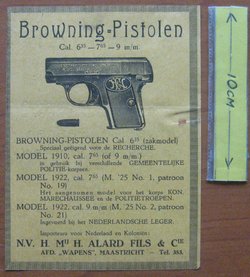 Browning-Pistolen
Cal. 6³⁵ — 7⁶⁵ — 9 m/m.
BROWNING-PISTOLEN Cal. 6³⁵ (zakmodel)
Speciaal geëigend voor de RECHERCHE.
MODEL 1910, cal. 7⁶⁵ (of 9 m/m.)
in gebruik bij verschillende GEMEENTELIJKE
POLITIE-korpsen.
MODEL 1922, cal. 7⁶⁵ (M. '25 No. 1, patroon
No. 19)
Het aangenomen model voor het korps KON.
MARECHAUSSEE en de POLITIETROEPEN.
MODEL 1922, cal. 9 m/m (M. '25 No. 2, patroon
No. 21)
Ingevoerd bij het NEDERLANDSCHE LEGER.
Importeurs voor Nederland en Koloniën:
N.V. H. Mij H. ALARD FILS & Cie
AFD. „WAPENS", MAASTRICHT — Tel. 355.
10CM